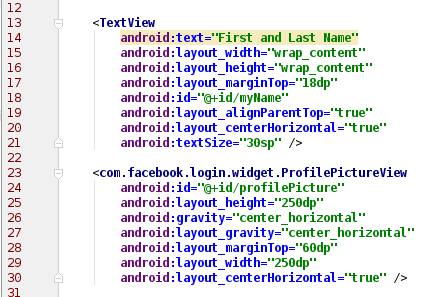 12
13 <TextView
14 android:text="First and Last Name"
15 android:layout_width="wrap_content"
16 android:layout_height="wrap_content"
17 android:layout_marginTop="18dp"
18 android:id="@+id/myName"
19 android:layout_alignParentTop="true"
20 android:layout_centerHorizontal="true"
21 android:textSize="30sp" />
22
23 <com.facebook.login.widget.ProfilePictureView
24 android:id="@+id/profilePicture"
25 android:layout_height="250dp"
26 android:gravity="center_horizontal"
27 android:layout_gravity="center_horizontal"
28 android:layout_marginTop="60dp"
29 android:layout_width="250dp"
30 android:layout_centerHorizontal="true" />
31